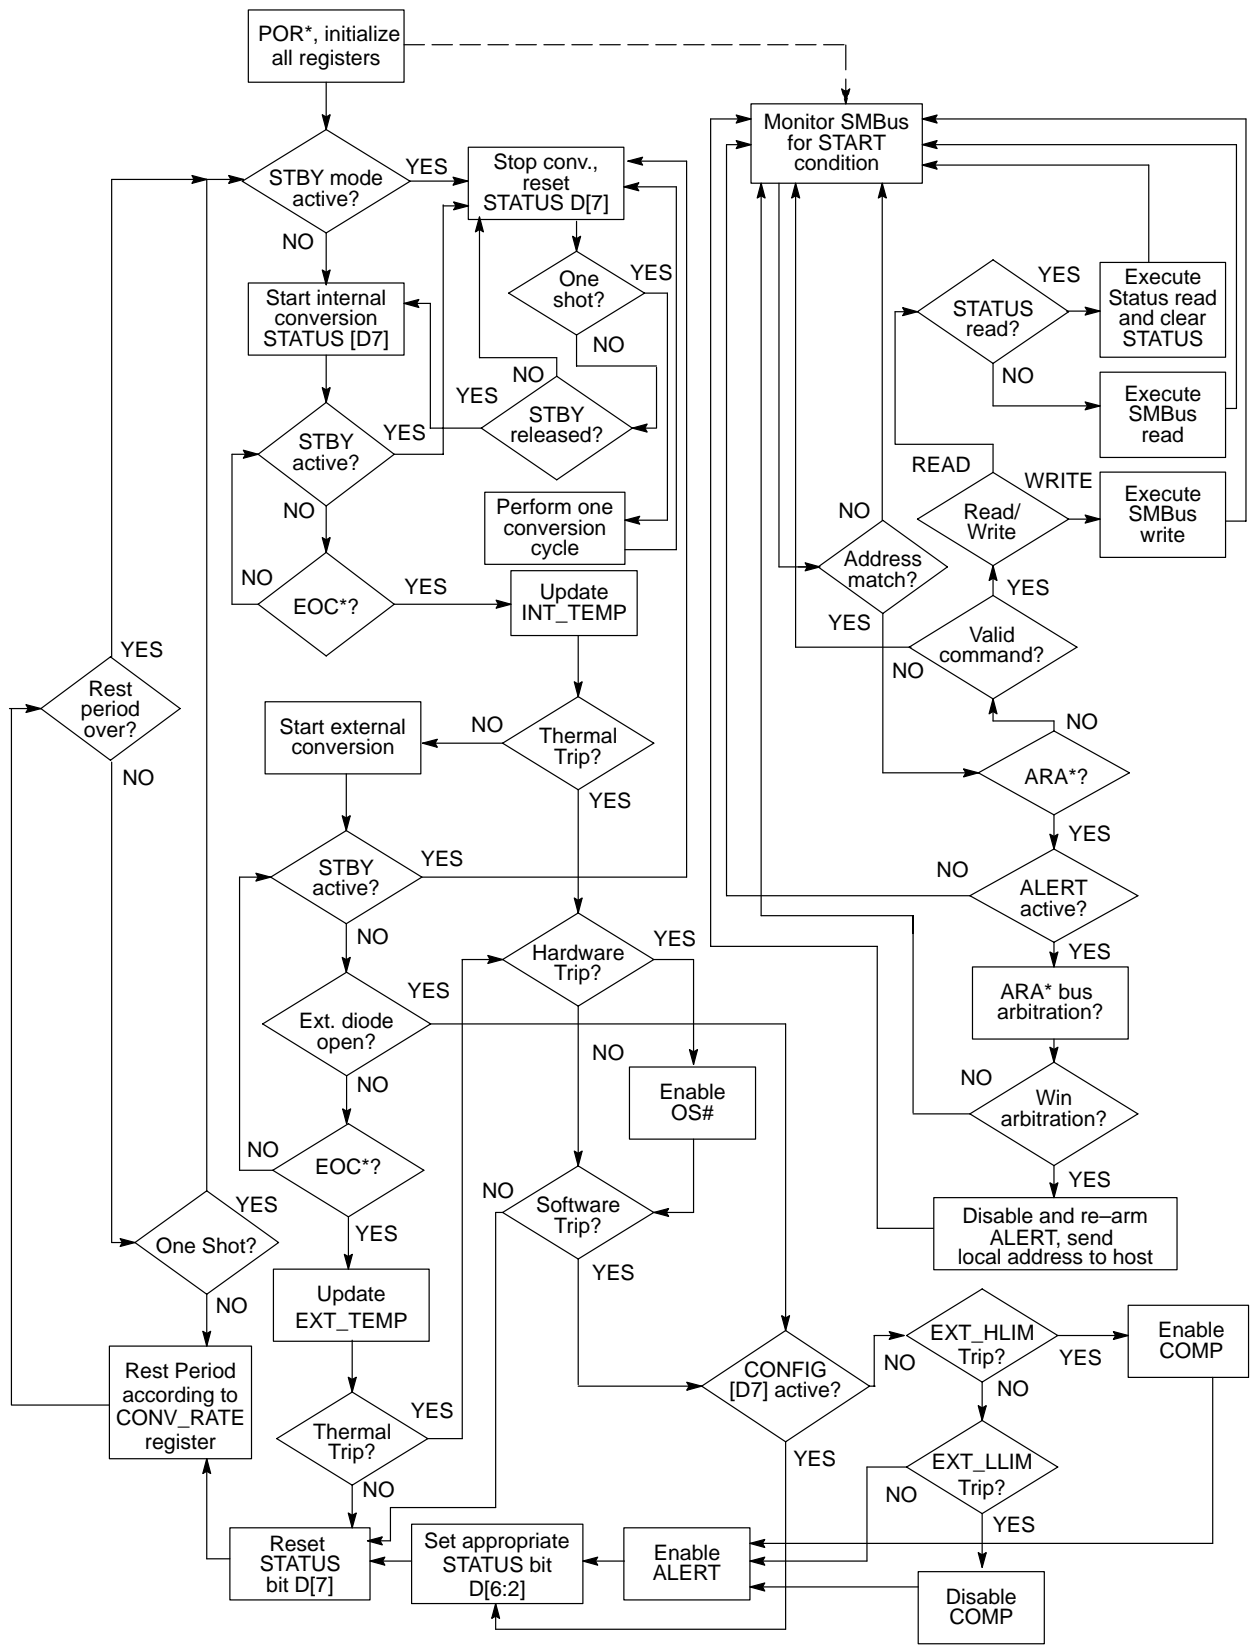 POR*, initialize
all registers
STBY mode
active?
YES
NO
Stop conv.,
reset
STATUS D[7]
One
shot?
YES
NO
Start internal
conversion
STATUS [D7]
NO
YES
STBY
released?
STBY
active?
YES
NO
Perform one
conversion
cycle
EOC*?
NO
YES
Update
INT_TEMP
Rest
period
over?
YES
NO
Start external
conversion
NO
Thermal
Trip?
YES
STBY
active?
YES
NO
Hardware
Trip?
YES
NO
Ext. diode
open?
YES
NO
Enable
OS#
EOC*?
NO
YES
Software
Trip?
NO
YES
One Shot?
YES
NO
Update
EXT_TEMP
Rest Period
according to
CONV_RATE
register
Thermal
Trip?
YES
NO
Reset
STATUS
bit D[7]
Set appropriate
STATUS bit
D[6:2]
Enable
ALERT
CONFIG
[D7] active?
NO
YES
EXT_HLIM
Trip?
YES
NO
Enable
COMP
EXT_LLIM
Trip?
NO
YES
Disable
COMP
Monitor SMBus
for START
condition
STATUS
read?
YES
NO
Execute
Status read
and clear
STATUS
Execute
SMBus
read
READ
WRITE
Read/
Write
Execute
SMBus
write
NO
Address
match?
YES
YES
Valid
command?
NO
NO
ARA*?
YES
NO
ALERT
active?
YES
ARA* bus
arbitration?
NO
Win
arbitration?
YES
Disable and re–arm
ALERT, send
local address to host